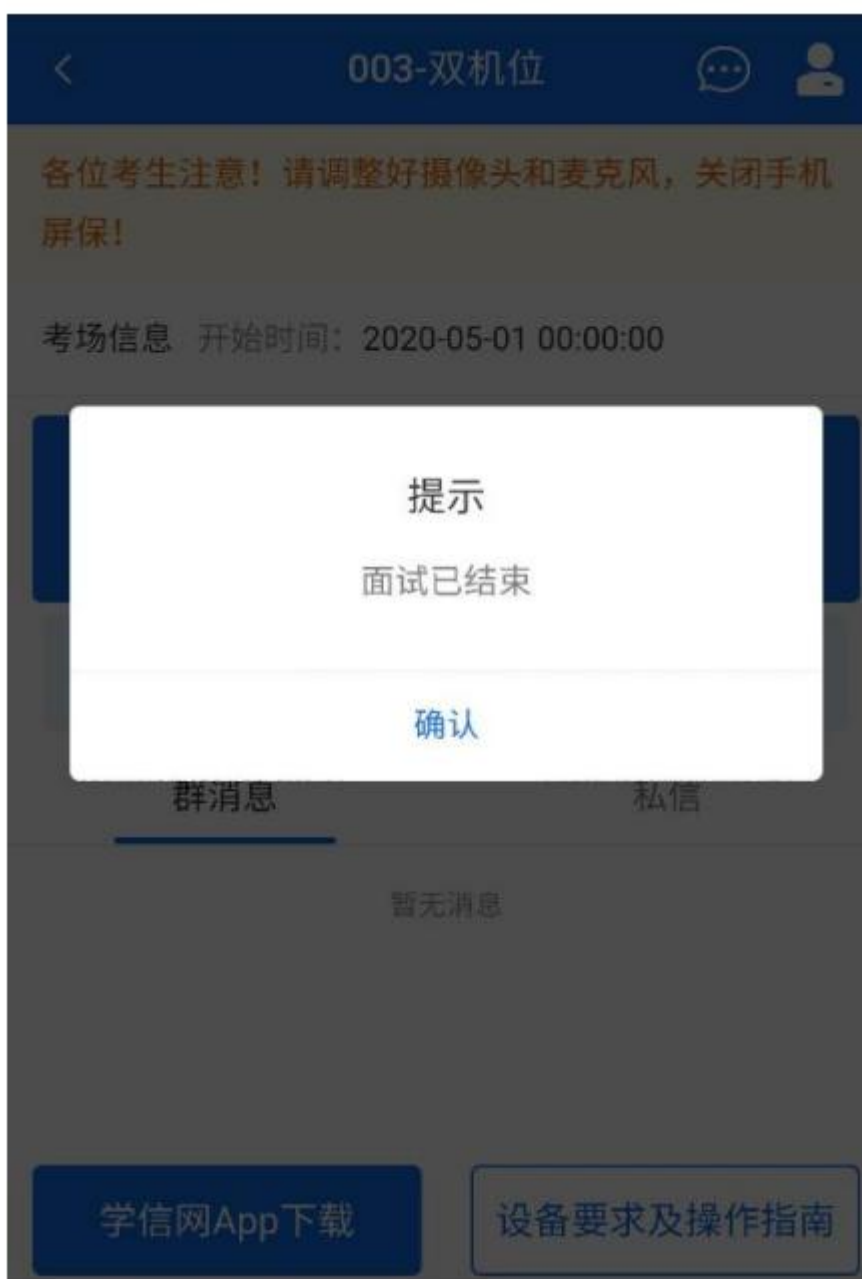 003-双机位
各位考生注意！请调整好摄像头和麦克风，关闭手机
屏保！
考场信息 开始时间：2020-05-01 00:00:00
提示
面试已结束
确认
群消息 私信
暂无消息
学信网App下载 设备要求及操作指南